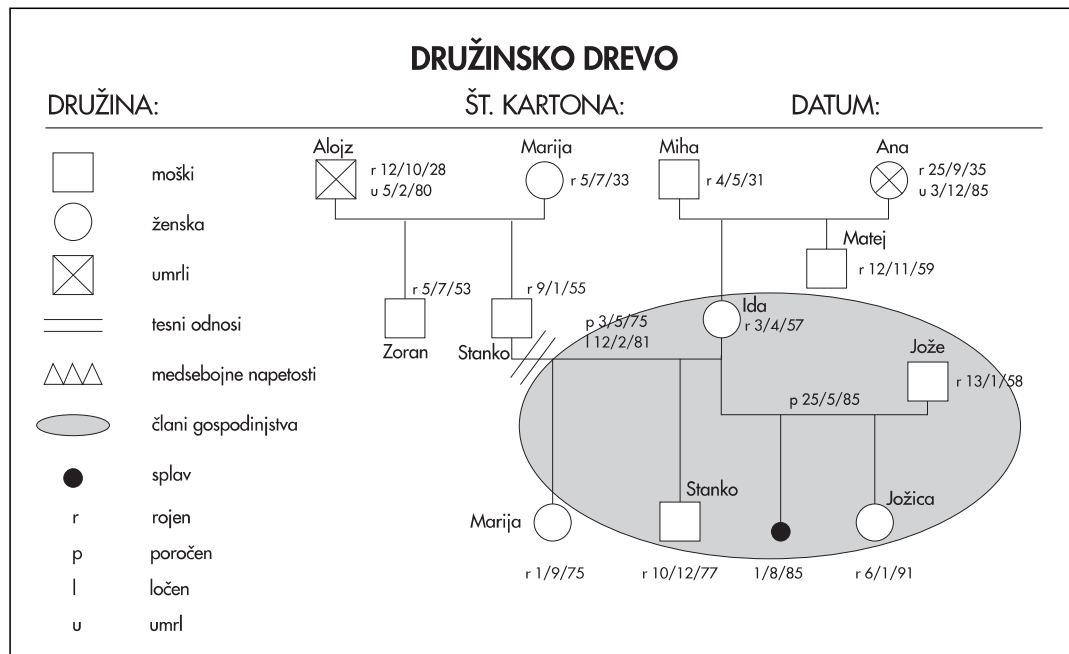 DRUŽINSKO DREVO
DRUŽINA: ŠT. KARTONA: DATUM:
moški
ženska
umrli
tesni odnosi
medsebojne napetosti
člani gospodinjstva
splav
r rojen
p poročen
l ločen
u umrl
Alojz
r 12/10/28
u 5/2/80
Marija
r 5/7/33
Miha
r 4/5/31
Ana
r 25/9/35
u 3/12/85
Matej
r 12/11/59
r 5/7/53
Zoran
r 9/1/55
Stanko
p 3/5/75
l 12/2/81
Ida
r 3/4/57
Jože
r 13/1/58
p 25/5/85
Marija
r 1/9/75
Stanko
r 10/12/77
1/8/85
Jožica
r 6/1/91